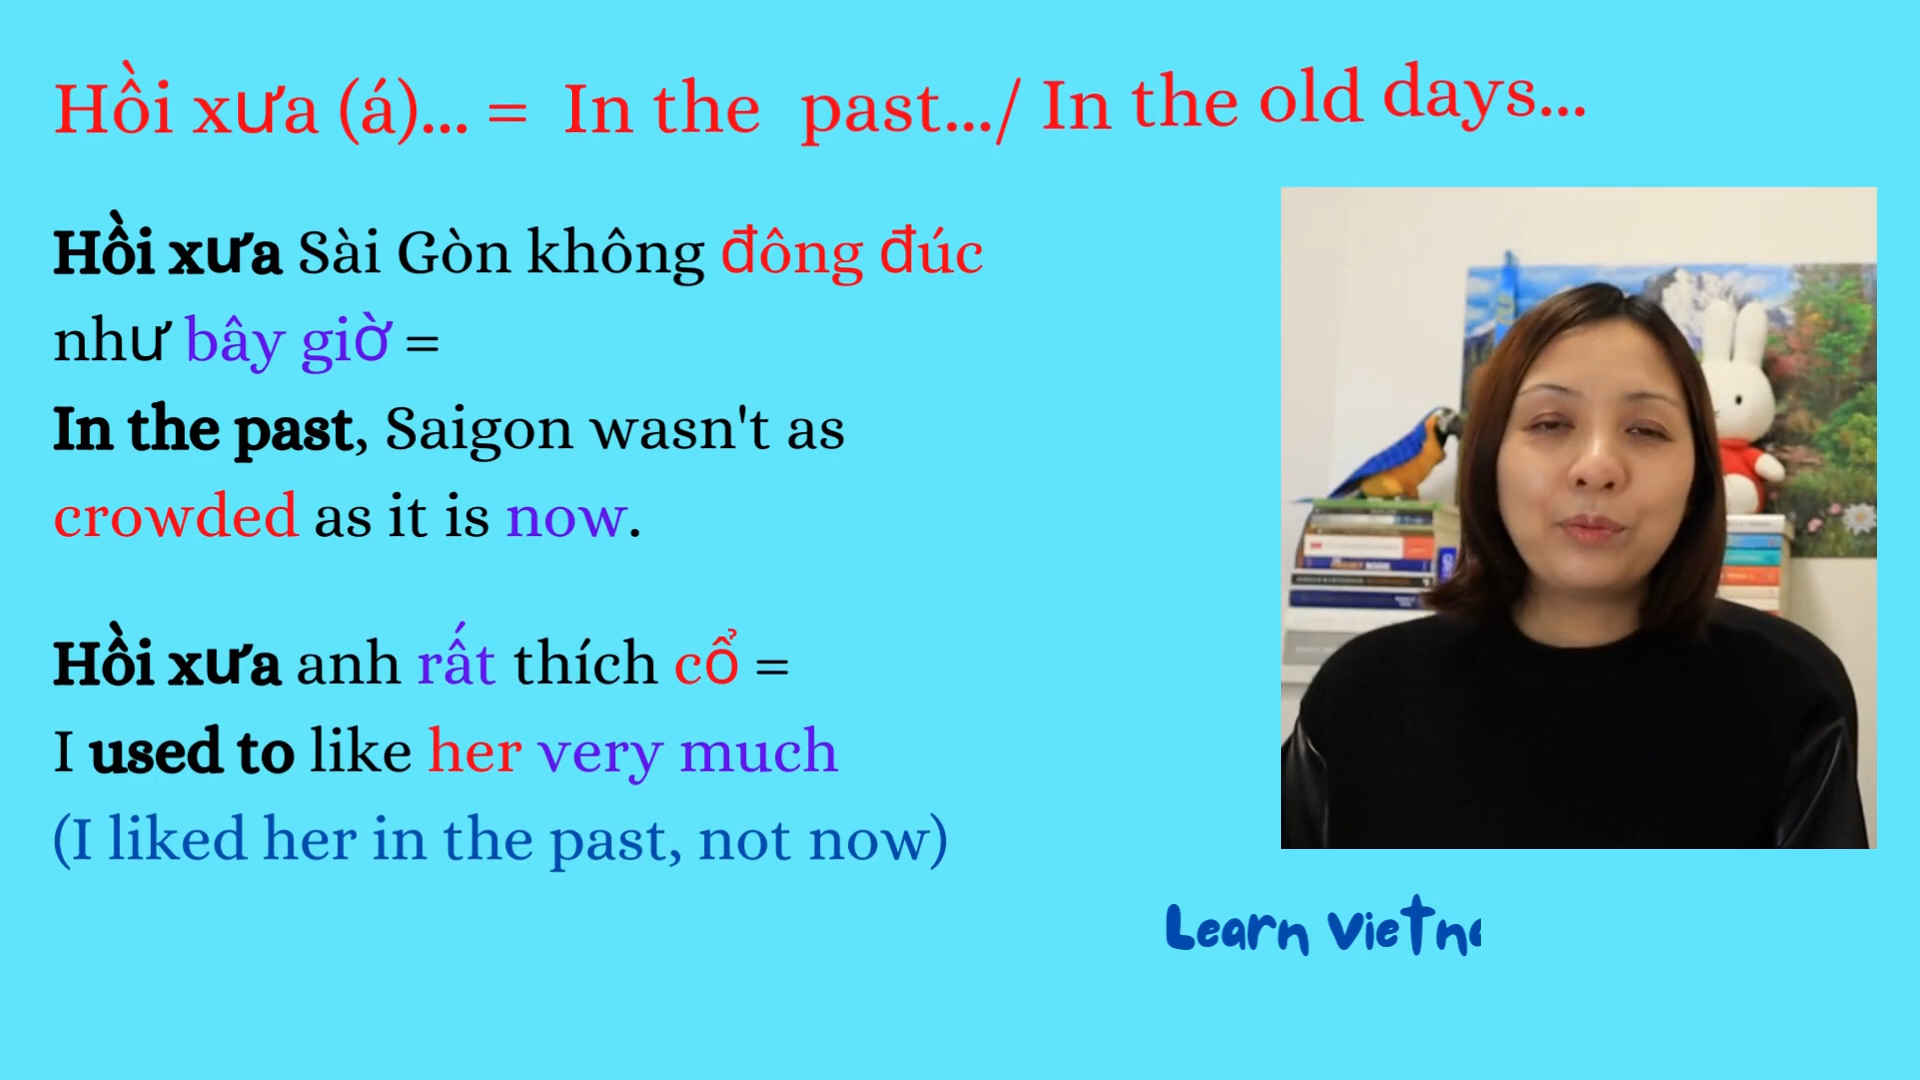 Hồi xưa (á)... = In the past.../ In the old days...
Hồi xưa Sài Gòn không đông đúc
như bây giờ =
In the past, Saigon wasn't as
crowded as it is now.
Hồi xưa anh rất thích cổ =
I used to like her very much
(I liked her in the past, not now)
Learn Vietn